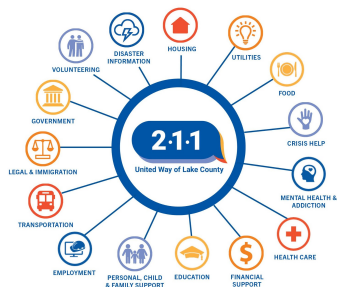 DISASTER
INFORMATION
HOUSING
UTILITIES
VOLUNTEERING
FOOD
GOVERNMENT
CRISIS HELP
2·1·1
United Way of Lake County
LEGAL & IMMIGRATION
MENTAL HEALTH &
ADDICTION
TRANSPORTATION
HEALTH CARE
EMPLOYMENT
PERSONAL, CHILD
& FAMILY SUPPORT
EDUCATION
$
FINANCIAL
SUPPORT